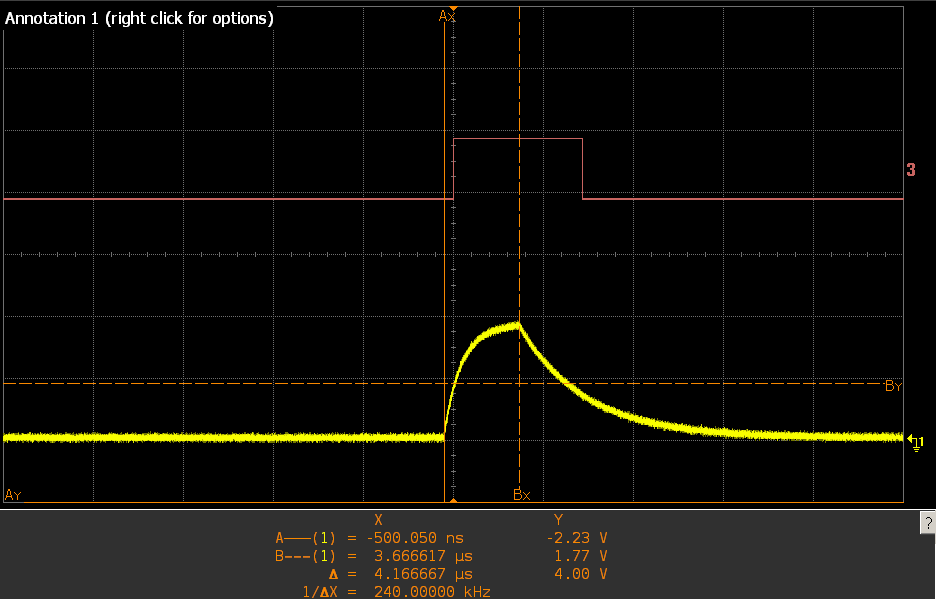 Annotation 1 (right click for options)
Ax
3
By
1
Ay
Bx
?
X Y
A───(1) = -500.050 ns -2.23 V
B---(1) = 3.666617 µs 1.77 V
Δ = 4.166667 µs 4.00 V
1/ΔX = 240.00000 kHz